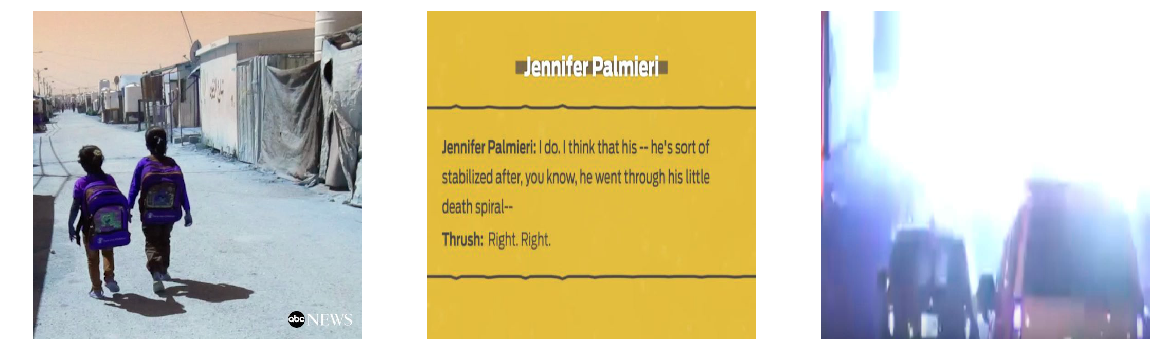 abc NEWS
Jennifer Palmieri
Jennifer Palmieri: I do. I think that his -- he's sort of
stabilized after, you know, he went through his little
death spiral--
Thrush: Right. Right.